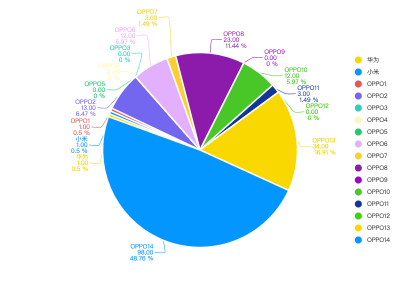 OPPO7
3.00
1.49 %
OPPO6
12.00
5.97 %
OPPO3
0.00
0 %
OPPO5
0.00
0 %
OPPO2
13.00
6.47 %
OPPO1
1.00
0.5 %
小米
1.00
0.5 %
华为
1.00
0.5 %
OPPO8
23.00
11.44 %
OPPO9
0.00
0 %
OPPO10
12.00
5.97 %
OPPO11
3.00
1.49 %
OPPO12
0.00
0 %
OPPO13
34.00
16.92 %
OPPO14
98.00
48.76 %
华为
小米
OPPO1
OPPO2
OPPO3
OPPO4
OPPO5
OPPO6
OPPO7
OPPO8
OPPO9
OPPO10
OPPO11
OPPO12
OPPO13
OPPO14